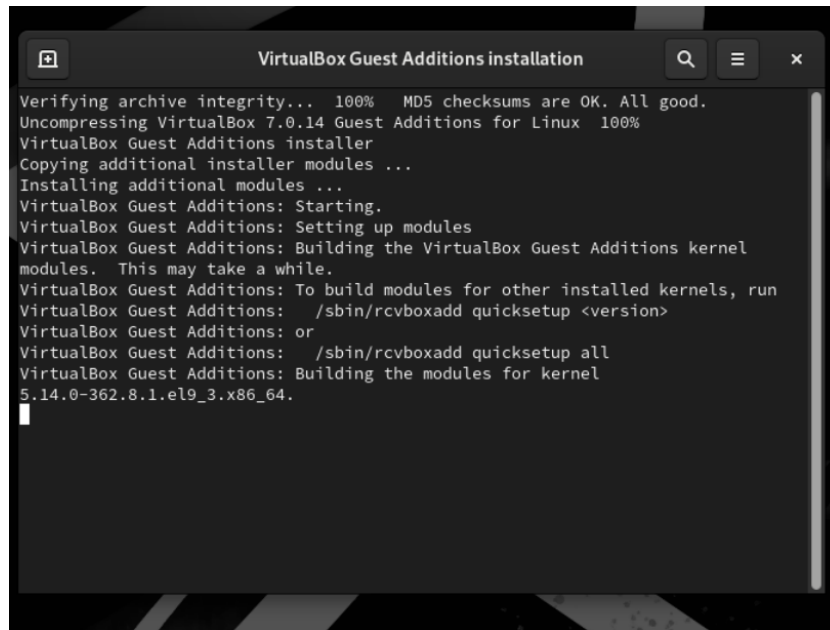 VirtualBox Guest Additions installation
Verifying archive integrity...  100%   MD5 checksums are OK. All good.
Uncompressing VirtualBox 7.0.14 Guest Additions for Linux  100%
VirtualBox Guest Additions installer
Copying additional installer modules ...
Installing additional modules ...
VirtualBox Guest Additions: Starting.
VirtualBox Guest Additions: Setting up modules
VirtualBox Guest Additions: Building the VirtualBox Guest Additions kernel
modules.  This may take a while.
VirtualBox Guest Additions: To build modules for other installed kernels, run
VirtualBox Guest Additions:   /sbin/rcvboxadd quicksetup <version>
VirtualBox Guest Additions: or
VirtualBox Guest Additions:   /sbin/rcvboxadd quicksetup all
VirtualBox Guest Additions: Building the modules for kernel
5.14.0-362.8.1.el9_3.x86_64.